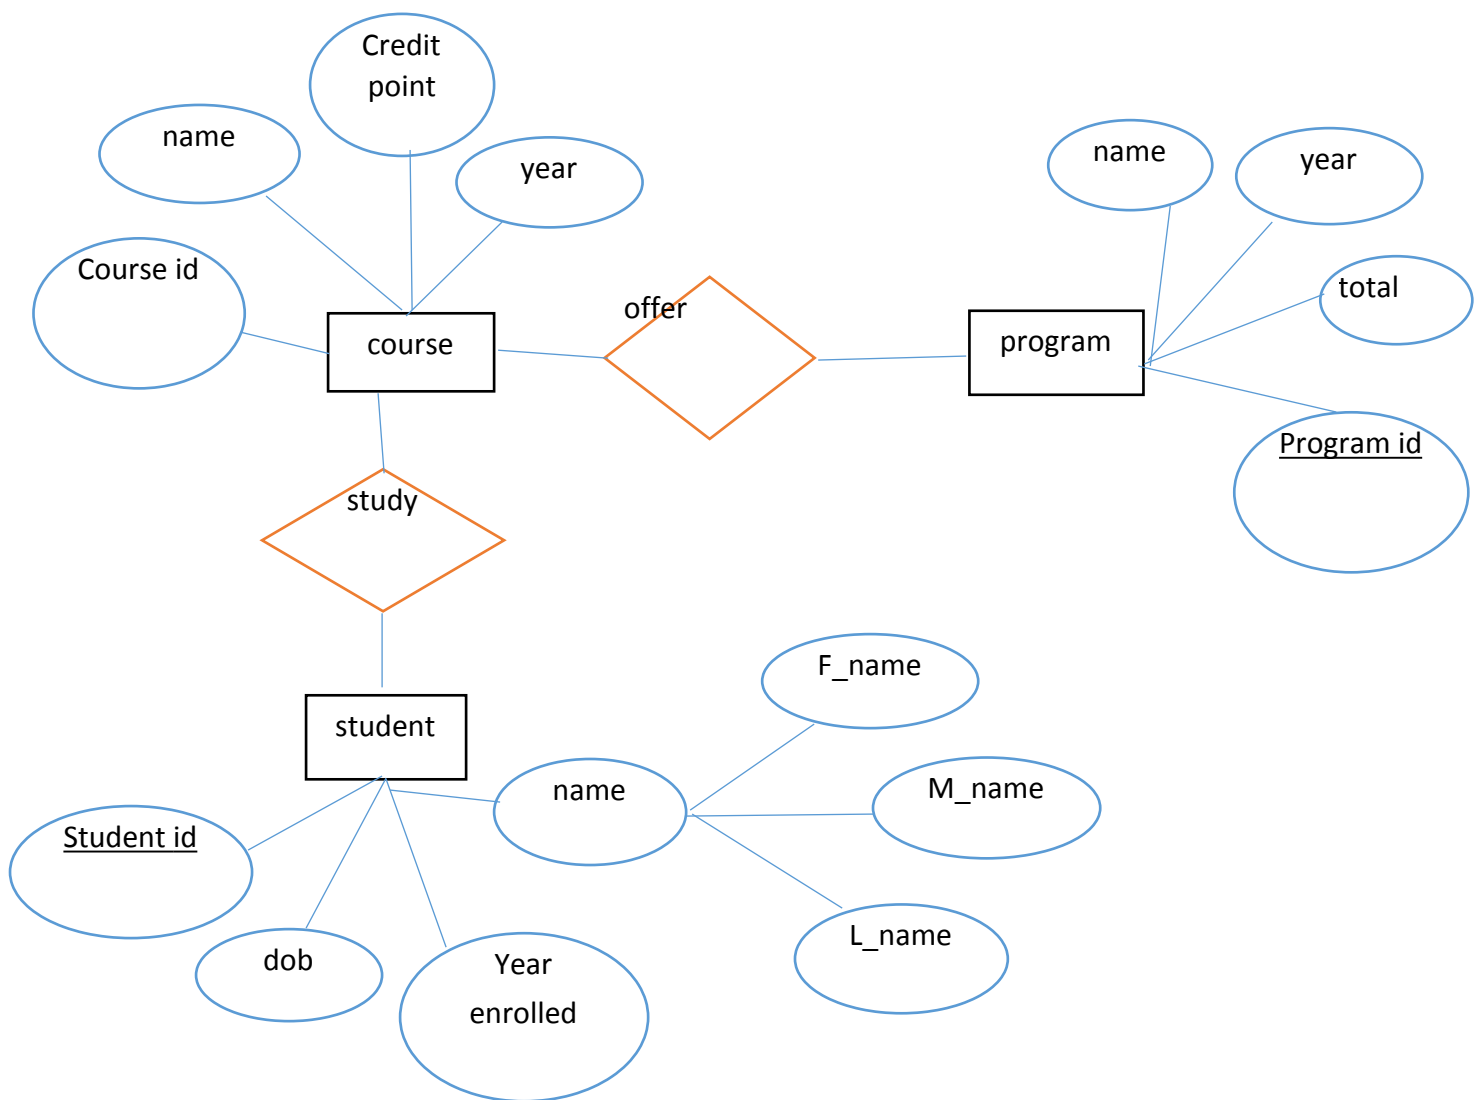 Credit
point
name
year
name
year
Course id
total
offer
course
program
Program id
study
F_name
student
M_name
name
Student id
L_name
dob
Year
enrolled